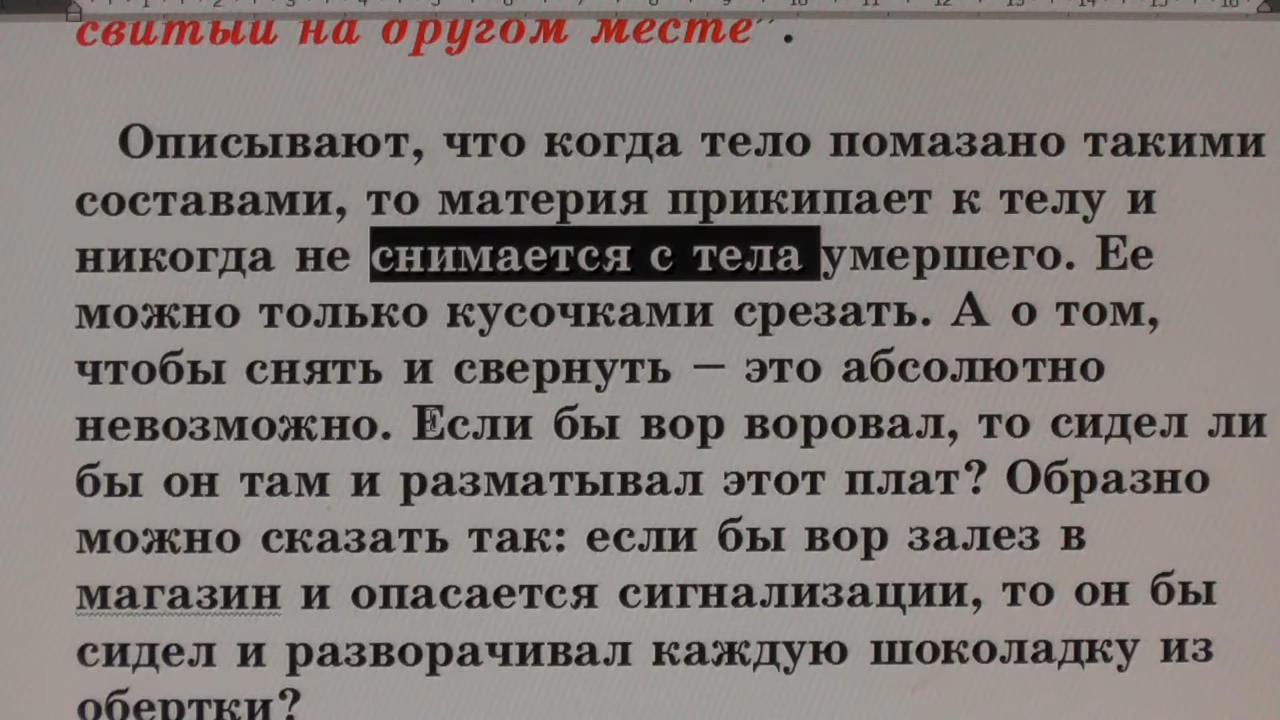 свитый на другом месте”.
Описывают, что когда тело помазано такими
составами, то материя прикипает к телу и
никогда не снимается с тела умершего. Ее
можно только кусочками срезать. А о том,
чтобы снять и свернуть — это абсолютно
невозможно. Если бы вор воровал, то сидел ли
бы он там и разматывал этот плат? Образно
можно сказать так: если бы вор залез в
магазин и опасается сигнализации, то он бы
сидел и разворачивал каждую шоколадку из
обертки?